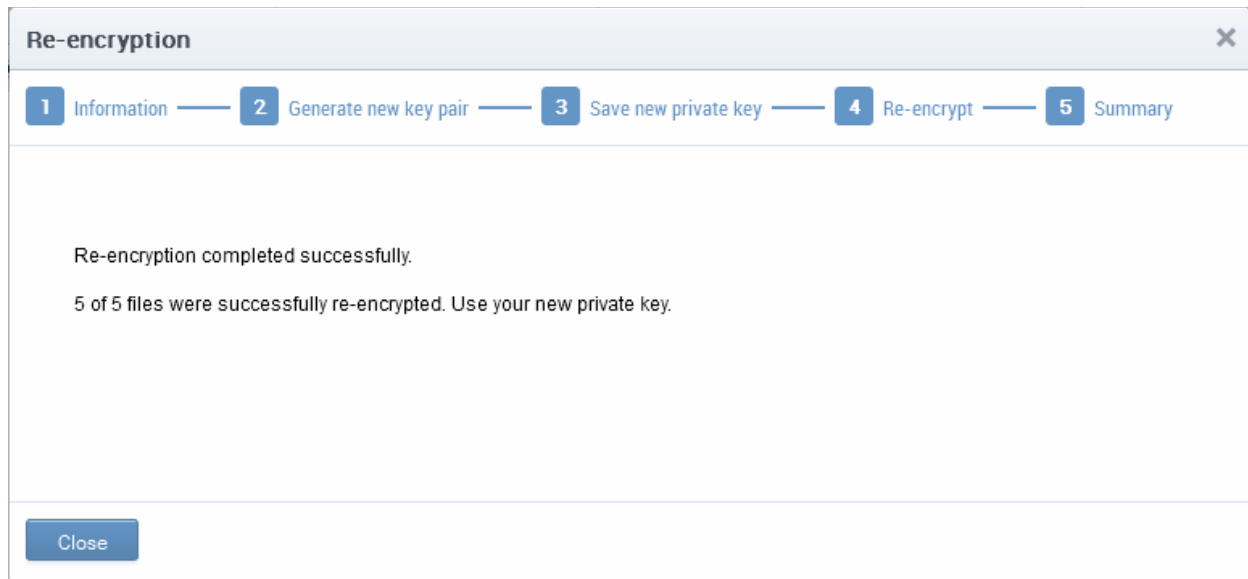 Re-encryption
1 Information 2 Generate new key pair 3 Save new private key 4 Re-encrypt 5 Summary
Re-encryption completed successfully.
5 of 5 files were successfully re-encrypted. Use your new private key.
Close